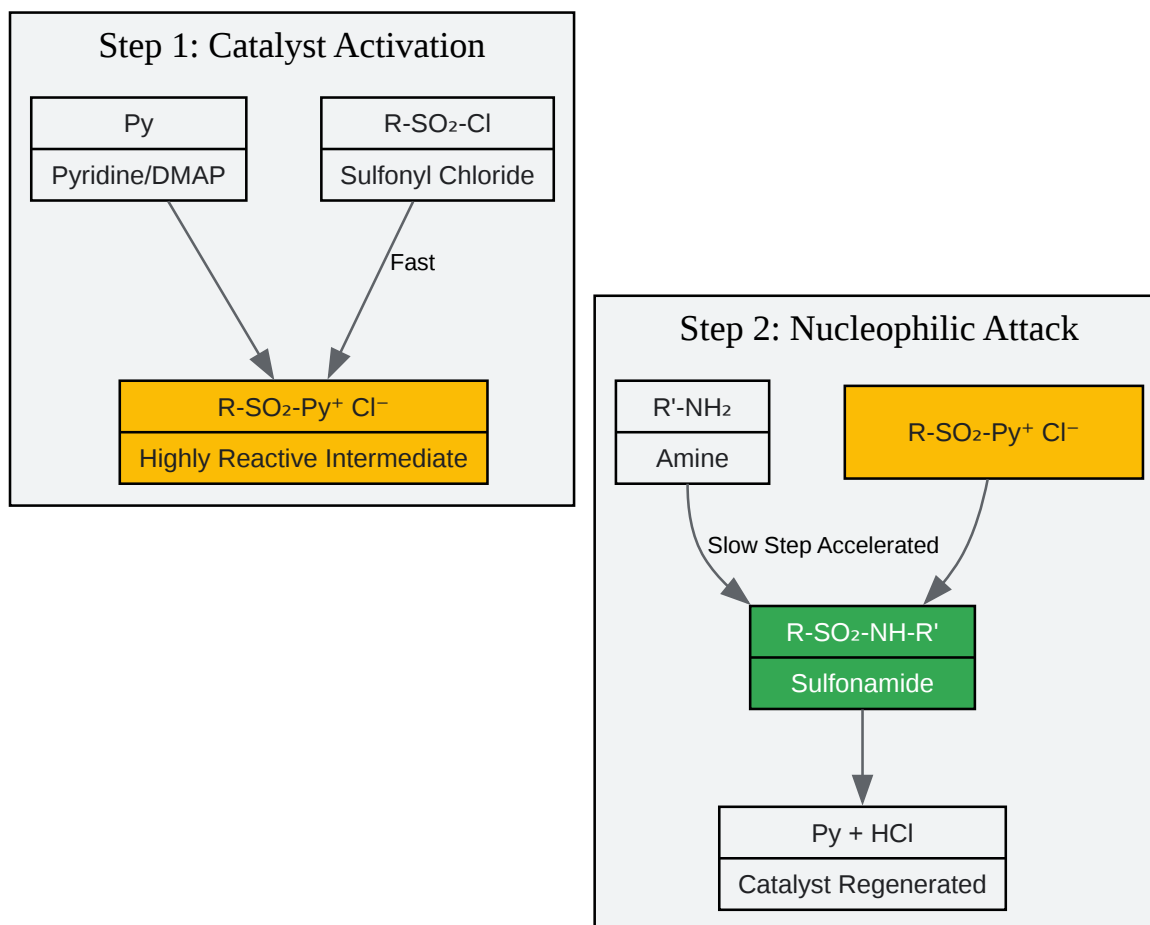 Step 1: Catalyst Activation
Py
Pyridine/DMAP
R-SO₂-Cl
Sulfonyl Chloride
Fast
R-SO₂-Py⁺ Cl⁻
Highly Reactive Intermediate
Step 2: Nucleophilic Attack
R'-NH₂
Amine
R-SO₂-Py⁺ Cl⁻
Slow Step Accelerated
R-SO₂-NH-R'
Sulfonamide
Py + HCl
Catalyst Regenerated